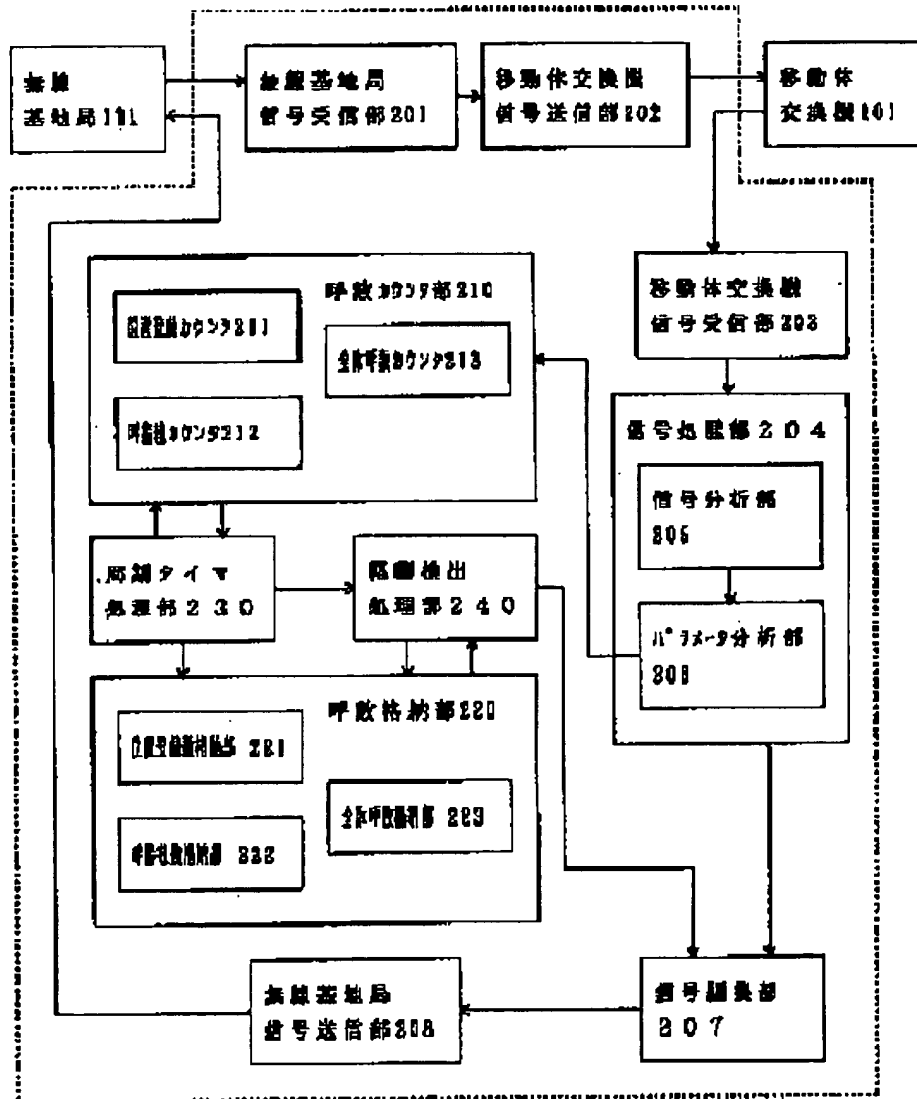 無線
基地局111
無線基地局
信号受信部201
移動体交換機
信号送信部202
移動体
交換機101
移動体交換機
信号受信部203
呼数カウンタ部210
全体呼数カウンタ213
カウンタ212
信号処理部204
信号分析部
205
パラメータ分析部
周期タイマ
処理部230
障害検出
処理部240
呼数格納部220
全体呼数格納部 223
信号編集部
207
無線基地局
信号送信部208